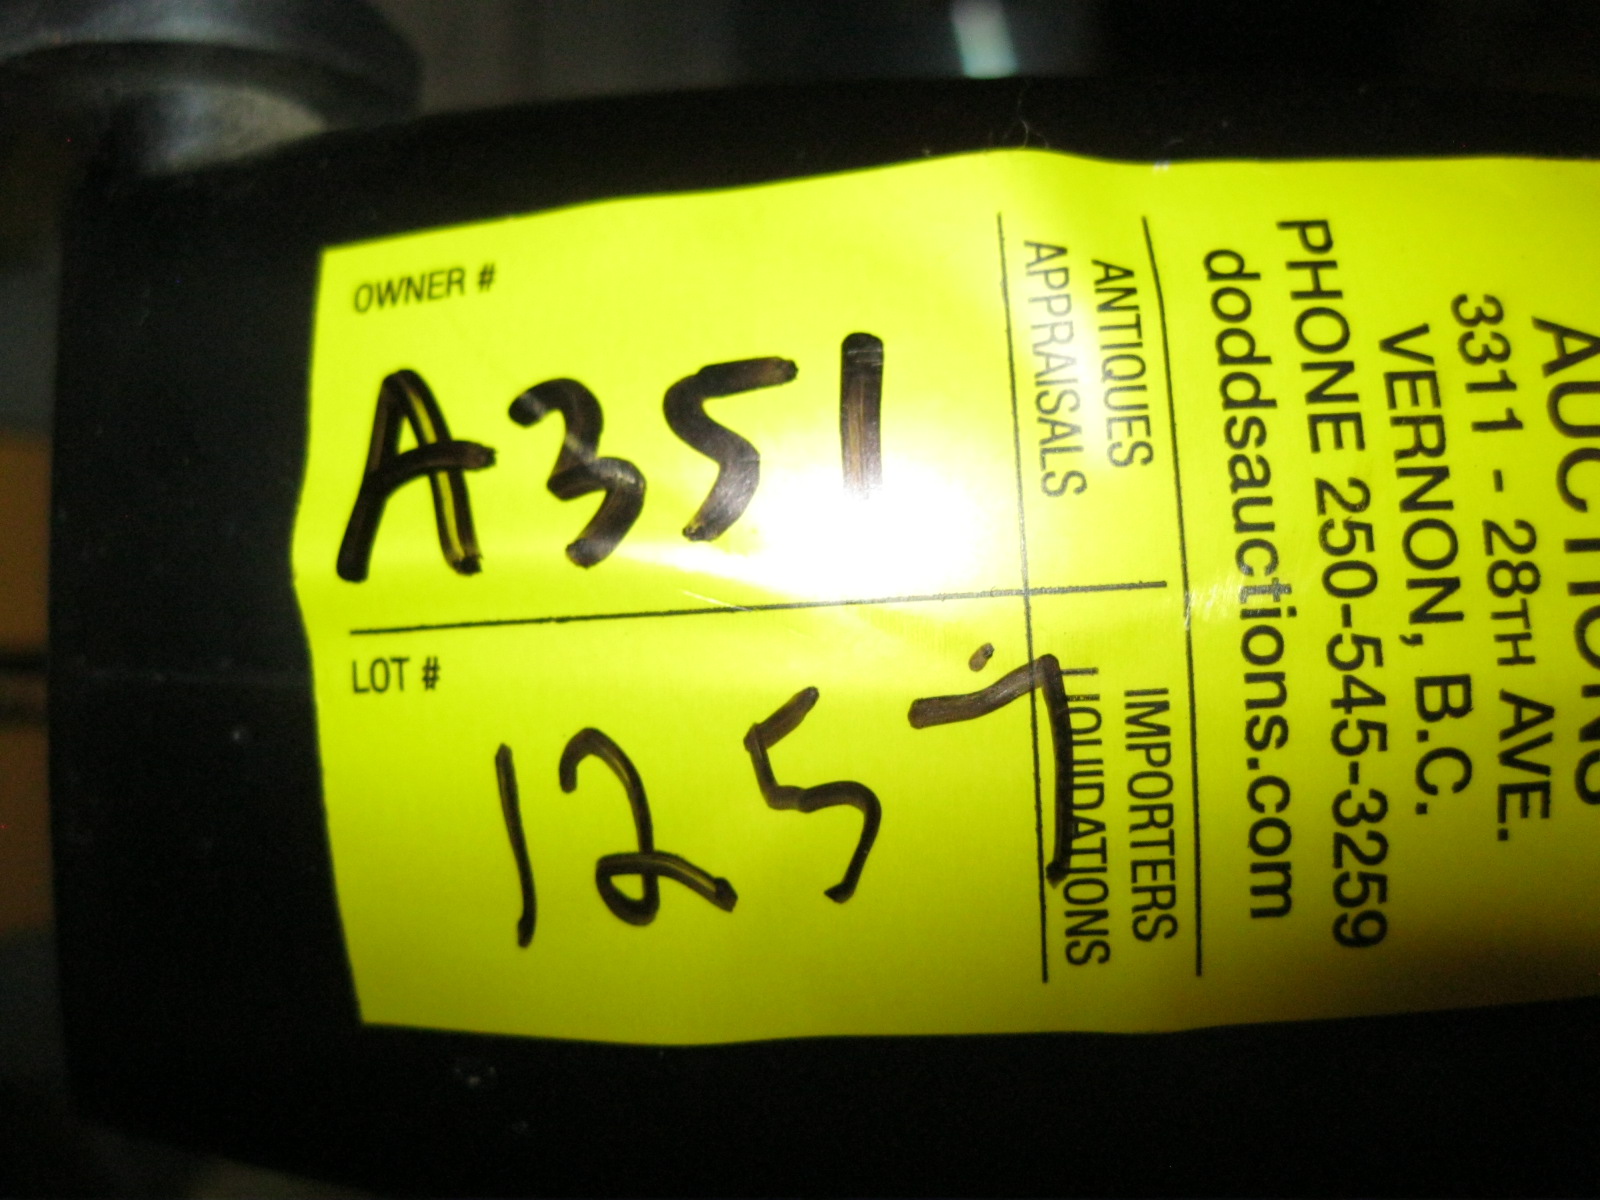 AUCTIONS
3311 - 28TH AVE.
VERNON, B.C.
PHONE 250-545-3259
doddsauctions.com
ANTIQUES IMPORTERS
APPRAISALS LIQUIDATIONS
OWNER #
A351
LOT #
1257